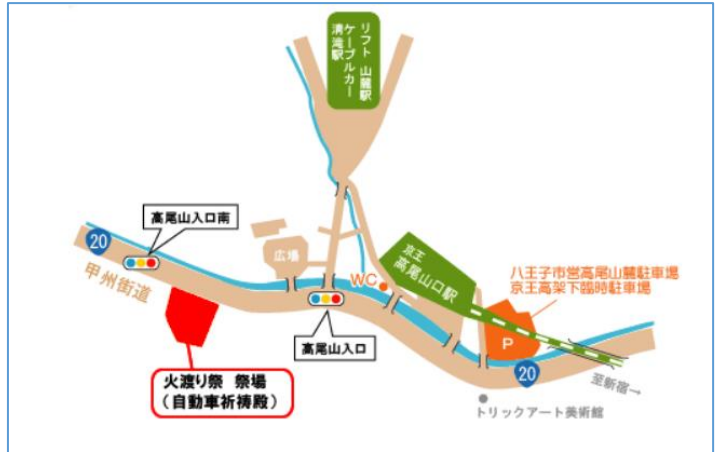 リフト 山麓駅
ケーブルカー
清滝駅
高尾山入口南
20
甲州街道
広場
WC
京王
高尾山口駅
八王子市営高尾山麓駐車場
京王高架下臨時駐車場
P
高尾山入口
20
至新宿→
火渡り祭 祭場
(自動車祈祷殿)
トリックアート美術館